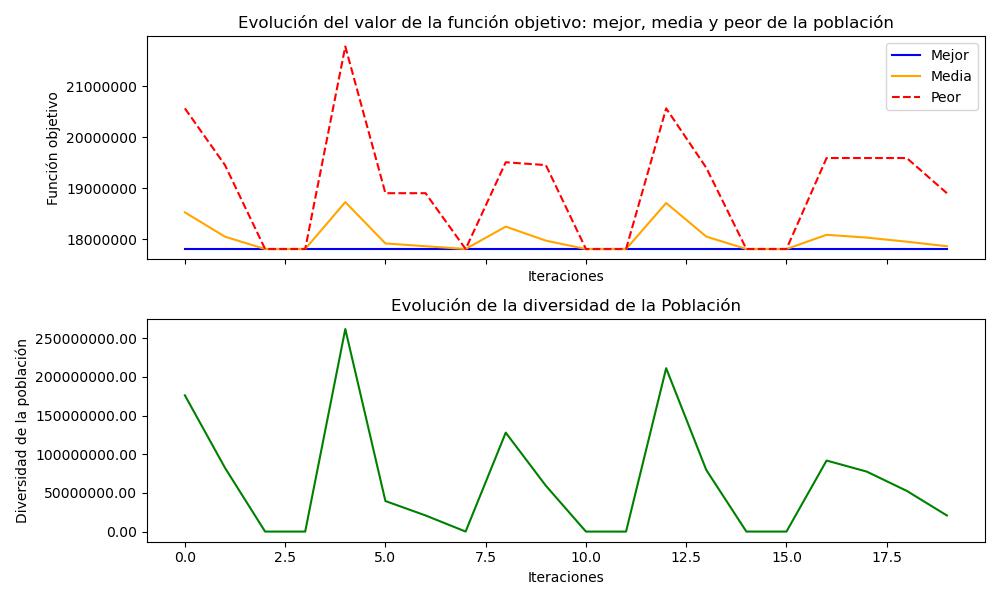 Evolución del valor de la función objetivo: mejor, media y peor de la población
Función objetivo
21000000
20000000
19000000
18000000
Mejor
Media
Peor
Iteraciones
Evolución de la diversidad de la Población
Diversidad de la población
250000000.00
200000000.00
150000000.00
100000000.00
50000000.00
0.00
0.0 2.5 5.0 7.5 10.0 12.5 15.0 17.5
Iteraciones